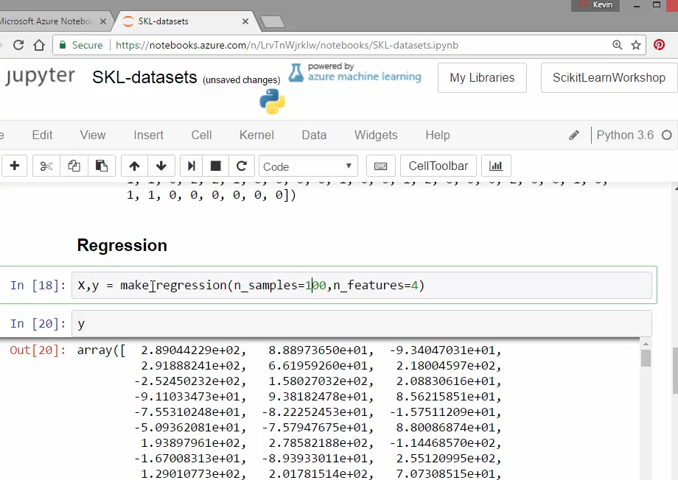 Kevin
Microsoft Azure Notebo
SKL-datasets
Secure
https://notebooks.azure.com/n/LrvTnWjrklw/notebooks/SKL-datasets.ipynb
jupyter SKL-datasets (unsaved changes)
powered by
azure machine learning
My Libraries
ScikitLearnWorkshop
Edit View Insert Cell Kernel Data Widgets Help Python 3.6
Code CellToolbar
1, 1, 0, 0, 0, 0, 0, 0])
Regression
In [18]: X,y = make_regression(n_samples=100,n_features=4)
In [20]: y
Out[20]: array([ 2.89044229e+02, 8.88973650e+01, -9.34047031e+01,
2.91888241e+02, 6.61959260e+01, 2.18004597e+02,
-2.52450232e+02, 1.58027032e+02, 2.08830616e+01,
-9.11033473e+01, 9.38182478e+01, 8.56215851e+01,
-7.55310248e+01, -8.22252453e+01, -1.57511209e+01,
-5.09362081e+01, -7.57947675e+01, 8.80086874e+01,
1.93897961e+02, 2.78582188e+02, -1.14468570e+02,
-1.67008313e+01, -8.93933011e+01, 2.55120995e+02,
1.29010773e+02, 2.01781514e+02, 7.07308515e+01,